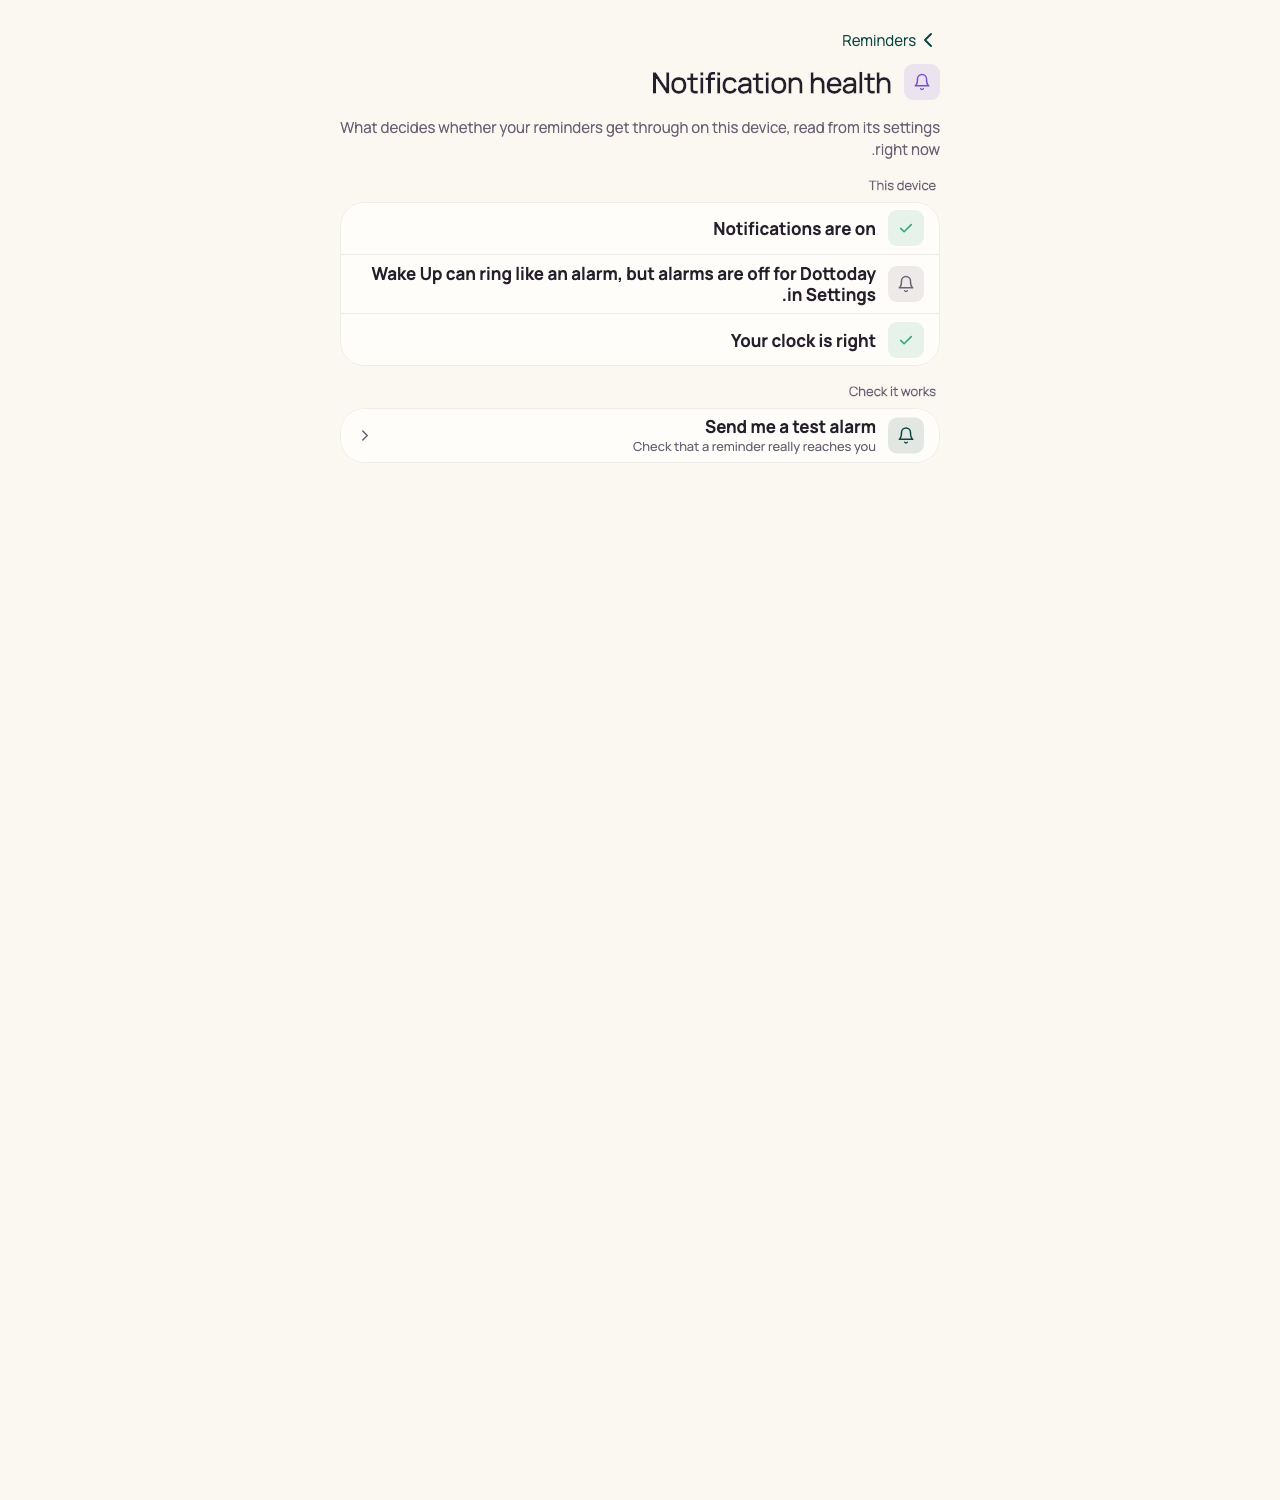 Reminders
Notification health
What decides whether your reminders get through on this device, read from its settings
.right now
This device
Notifications are on
Wake Up can ring like an alarm, but alarms are off for Dottoday
.in Settings
Your clock is right
Check it works
Send me a test alarm
Check that a reminder really reaches you